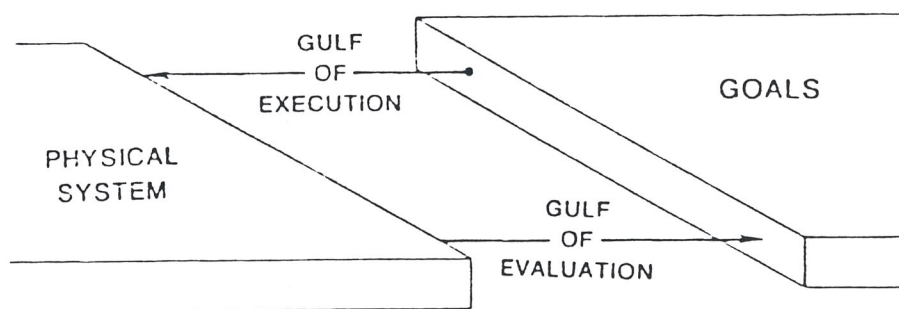 GULF
OF
EXECUTION
GOALS
PHYSICAL
SYSTEM
GULF
OF
EVALUATION